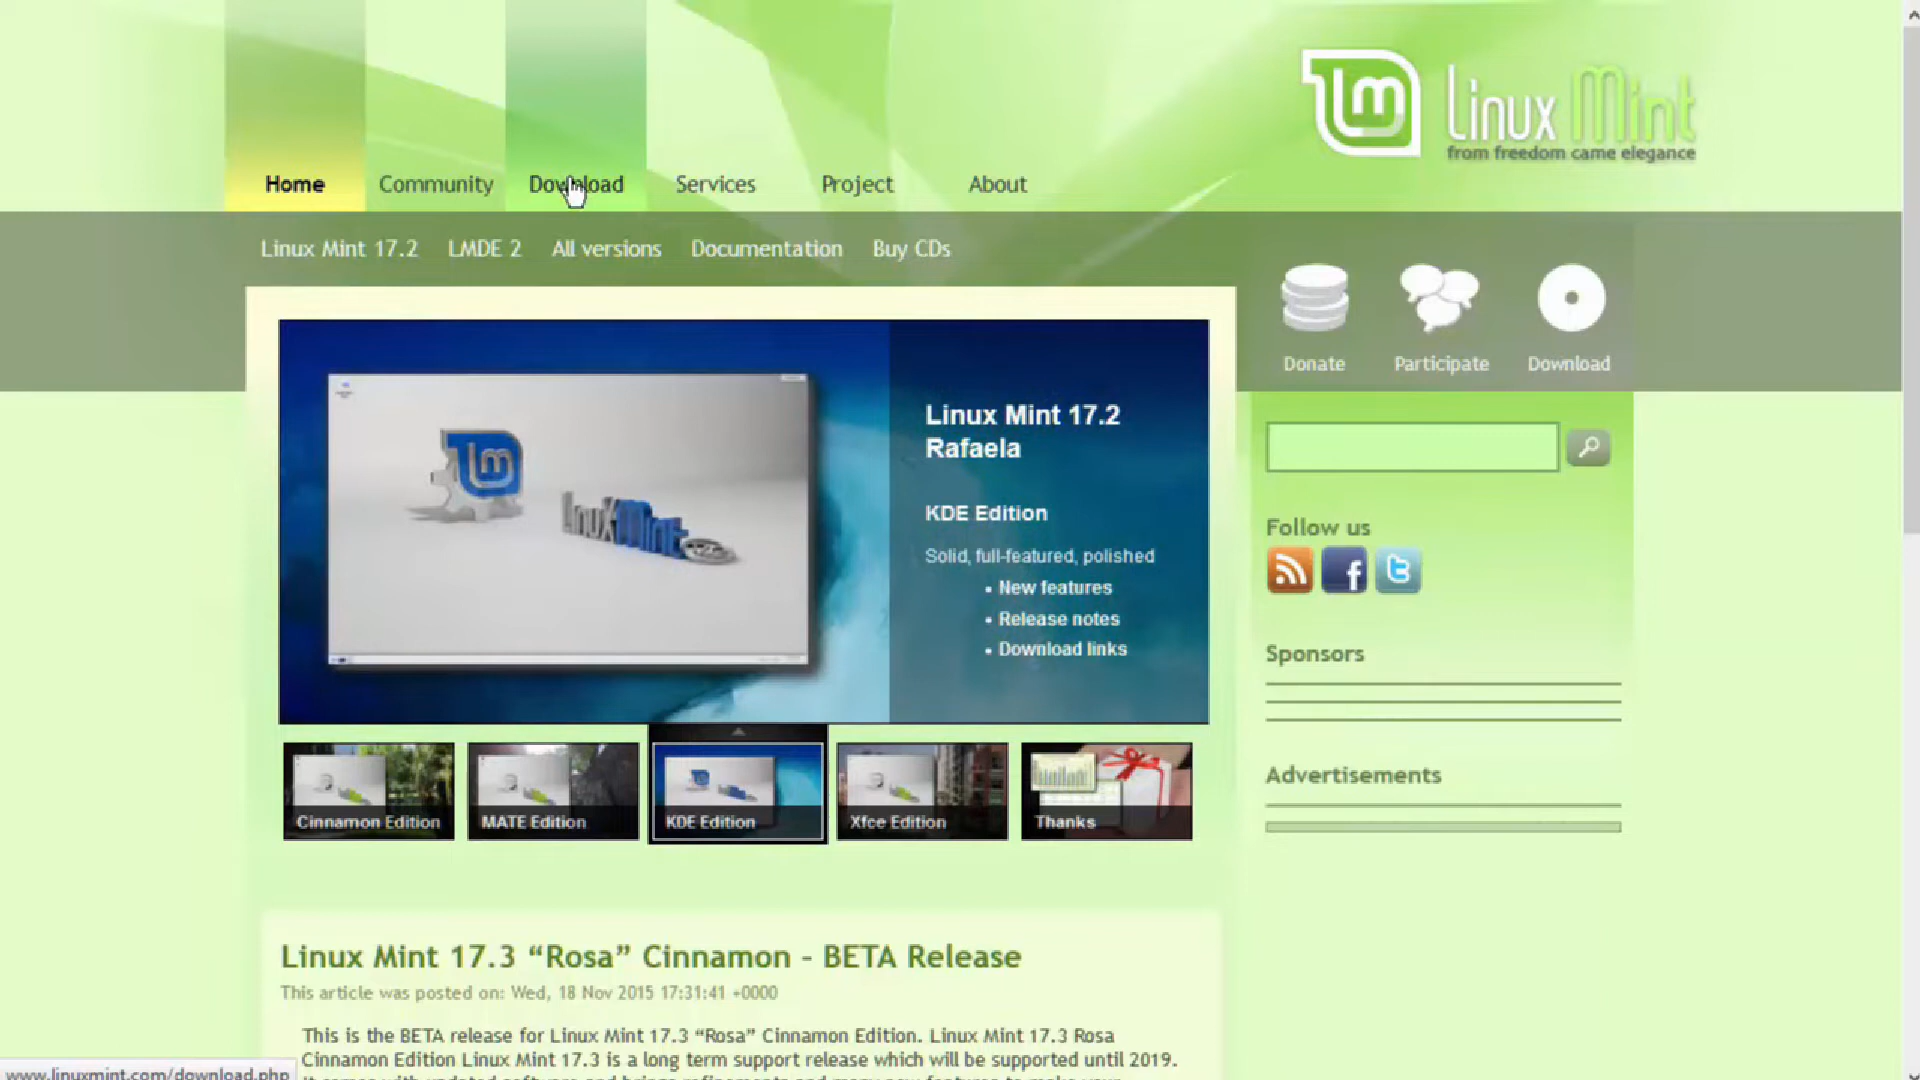 Linux Mint
from freedom came elegance
Home Community Download Services Project About
Linux Mint 17.2 LMDE 2 All versions Documentation Buy CDs
Donate Participate Download
Linux Mint 17.2
Rafaela
KDE Edition
Solid, full-featured, polished
• New features
• Release notes
• Download links
Follow us
Sponsors
Advertisements
Cinnamon Edition MATE Edition KDE Edition Xfce Edition Thanks
Linux Mint 17.3 “Rosa” Cinnamon - BETA Release
This article was posted on: Wed, 18 Nov 2015 17:31:41 +0000
This is the BETA release for Linux Mint 17.3 “Rosa” Cinnamon Edition. Linux Mint 17.3 Rosa
Cinnamon Edition Linux Mint 17.3 is a long term support release which will be supported until 2019.
www.linuxmint.com/download.php